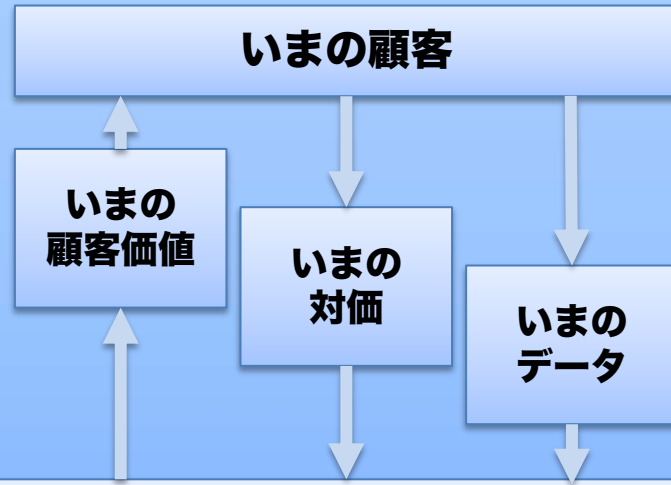 いまの顧客
いまの
顧客価値
いまの
対価
いまの
データ